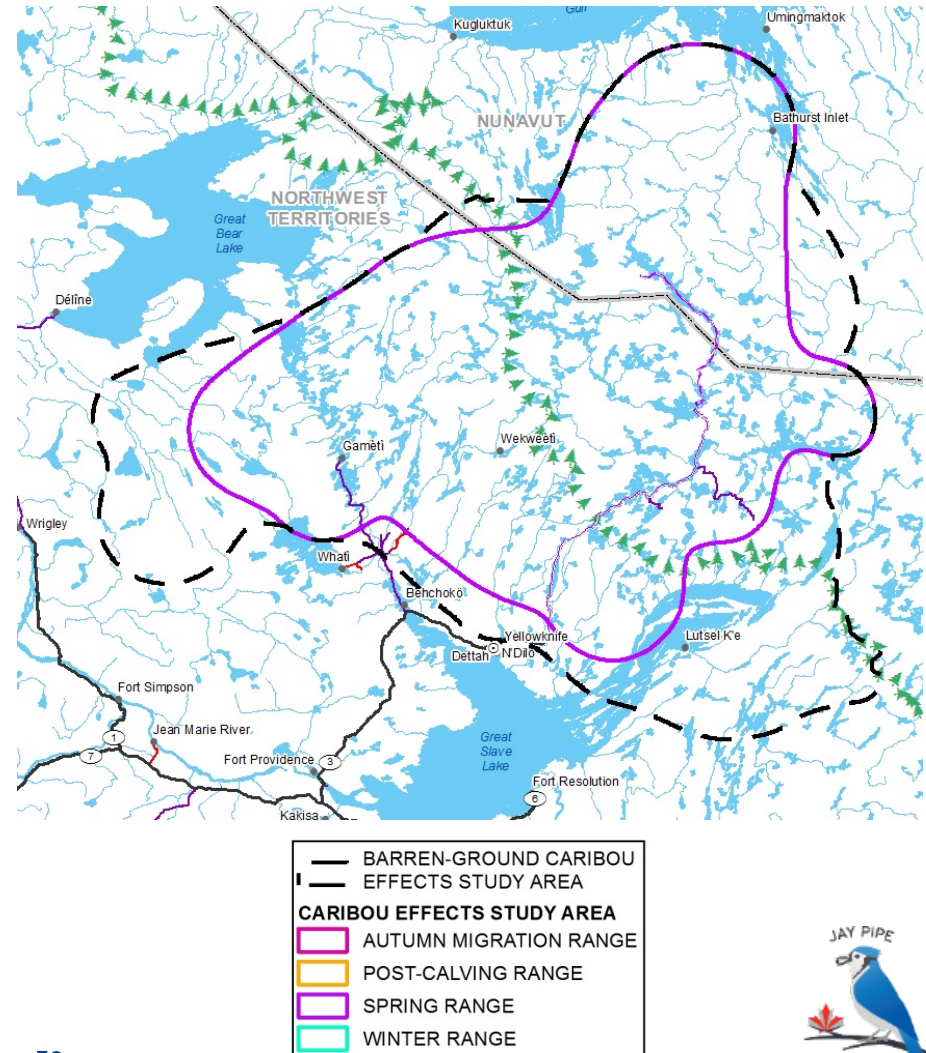 Kugluktuk
Gulf
Umingmaktok
Bathurst Inlet
NUNAVUT
NORTHWEST
TERRITORIES
Great
Bear
Lake
Délîne
Gamètì
Wekweètì
Wrigley
Whatì
Behchokö
Yellowknife
Dettah
N'Dilo
Lutsel K'e
Fort Simpson
Jean Marie River
1
7
Fort Providence
3
Great
Slave
Lake
Fort Resolution
6
Kakisa
BARREN-GROUND CARIBOU
EFFECTS STUDY AREA
CARIBOU EFFECTS STUDY AREA
AUTUMN MIGRATION RANGE
POST-CALVING RANGE
SPRING RANGE
WINTER RANGE
JAY PIPE